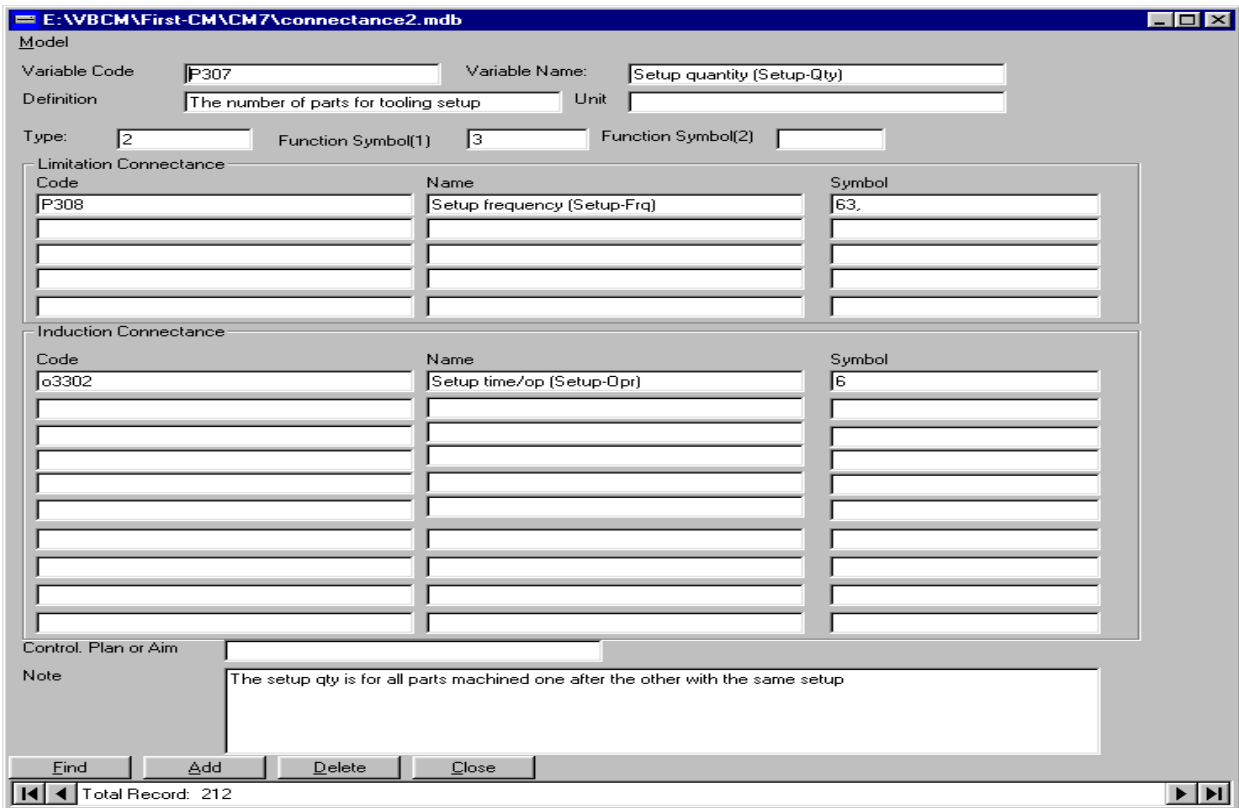 E:\VBCM\First-CM\CM7\connectance2.mdb
Model
Variable Code P307 Variable Name: Setup quantity (Setup-Qty)
Definition The number of parts for tooling setup Unit
Type: 2 Function Symbol(1) 3 Function Symbol(2)
Limitation Connectance
Code Name Symbol
P308 Setup frequency (Setup-Frq) 63,
Induction Connectance
Code Name Symbol
o3302 Setup time/op (Setup-Opr) 6
Control. Plan or Aim
Note The setup qty is for all parts machined one after the other with the same setup
Find Add Delete Close
Total Record: 212